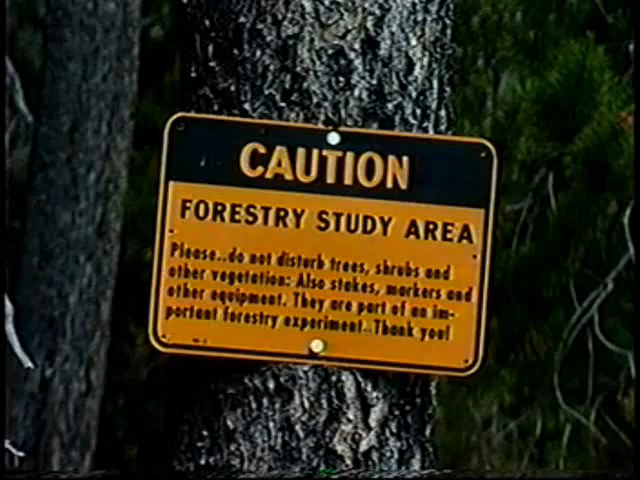 CAUTION
FORESTRY STUDY AREA
Please..do not disturb trees, shrubs and
other vegetation: Also stakes, markers and
other equipment. They are part of an im-
portant forestry experiment..Thank you!